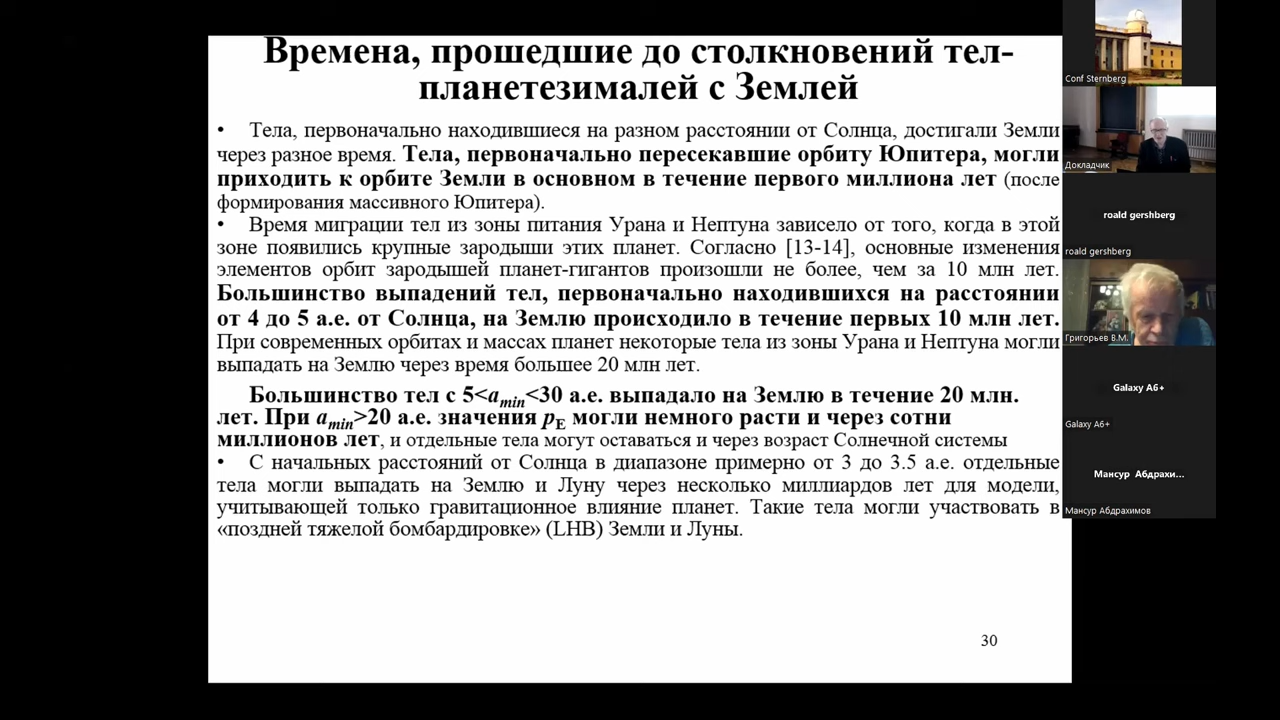 Времена, прошедшие до столкновений тел-
планетезималей с Землей
• Тела, первоначально находившиеся на разном расстоянии от Солнца, достигали Земли
через разное время. Тела, первоначально пересекавшие орбиту Юпитера, могли
приходить к орбите Земли в основном в течение первого миллиона лет (после
формирования массивного Юпитера).
• Время миграции тел из зоны питания Урана и Нептуна зависело от того, когда в этой
зоне появились крупные зародыши этих планет. Согласно [13-14], основные изменения
элементов орбит зародышей планет-гигантов произошли не более, чем за 10 млн лет.
Большинство выпадений тел, первоначально находившихся на расстоянии
от 4 до 5 а.е. от Солнца, на Землю происходило в течение первых 10 млн лет.
При современных орбитах и массах планет некоторые тела из зоны Урана и Нептуна могли
выпадать на Землю через время большее 20 млн лет.
Большинство тел с 5<amin<30 а.е. выпадало на Землю в течение 20 млн.
лет. При amin>20 а.е. значения pE могли немного расти и через сотни
миллионов лет, и отдельные тела могут оставаться и через возраст Солнечной системы
• С начальных расстояний от Солнца в диапазоне примерно от 3 до 3.5 а.е. отдельные
тела могли выпадать на Землю и Луну через несколько миллиардов лет для модели,
учитывающей только гравитационное влияние планет. Такие тела могли участвовать в
«поздней тяжелой бомбардировке» (LHB) Земли и Луны.
30
Conf Sternberg
Докладчик
roald gershberg
roald gershberg
Григорьев В.М.
Galaxy A6+
Galaxy A6+
Мансур Абдрахи...
Мансур Абдрахимов